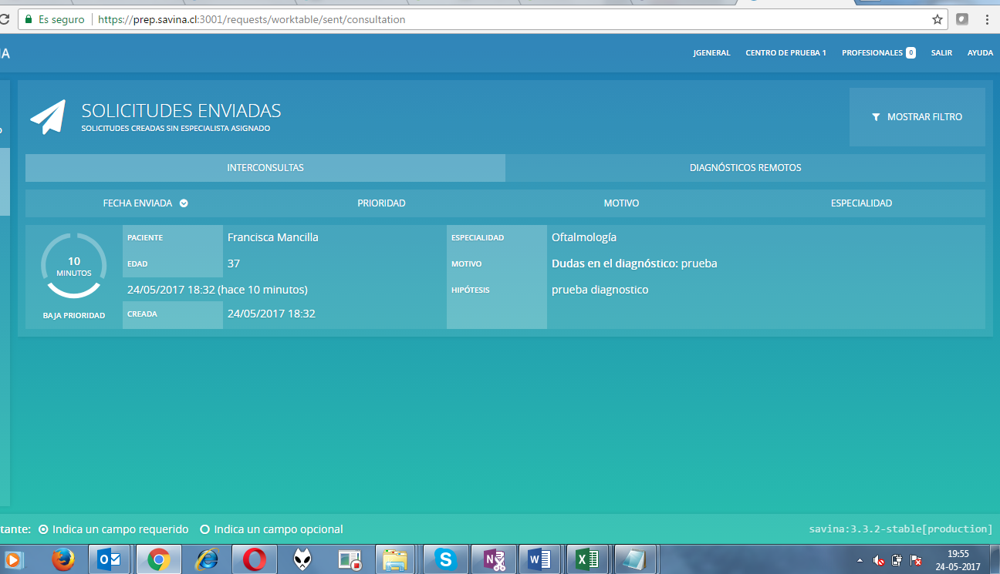 Es seguro https://prep.savina.cl:3001/requests/worktable/sent/consultation
JGENERAL CENTRO DE PRUEBA 1 PROFESIONALES 0 SALIR AYUDA
SOLICITUDES ENVIADAS
SOLICITUDES CREADAS SIN ESPECIALISTA ASIGNADO
MOSTRAR FILTRO
INTERCONSULTAS DIAGNÓSTICOS REMOTOS
FECHA ENVIADA PRIORIDAD MOTIVO ESPECIALIDAD
10
MINUTOS
BAJA PRIORIDAD
PACIENTE Francisca Mancilla
EDAD 37
24/05/2017 18:32 (hace 10 minutos)
CREADA 24/05/2017 18:32
ESPECIALIDAD Oftalmología
MOTIVO Dudas en el diagnóstico: prueba
HIPÓTESIS prueba diagnostico
tante: Indica un campo requerido Indica un campo opcional
savina:3.3.2-stable[production]
19:55
24-05-2017